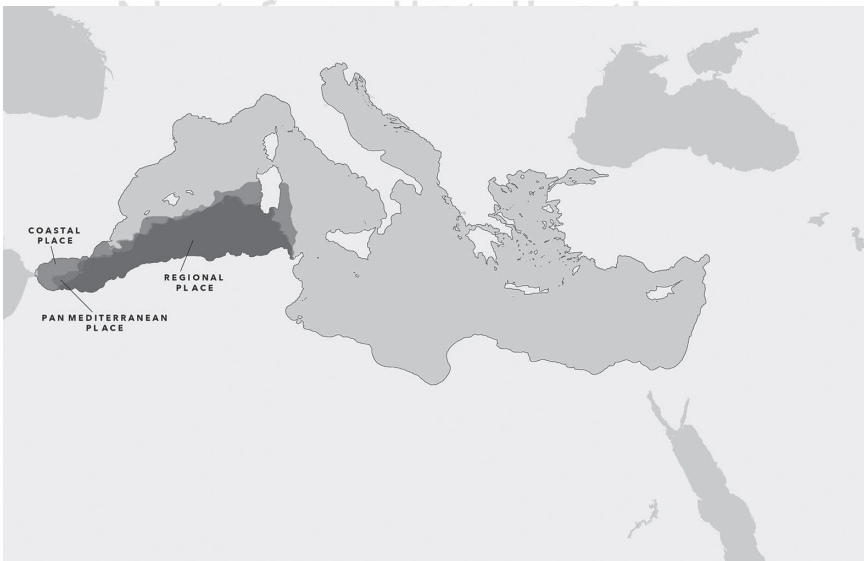 COASTAL
PLACE
REGIONAL
PLACE
PAN MEDITERRANEAN
PLACE